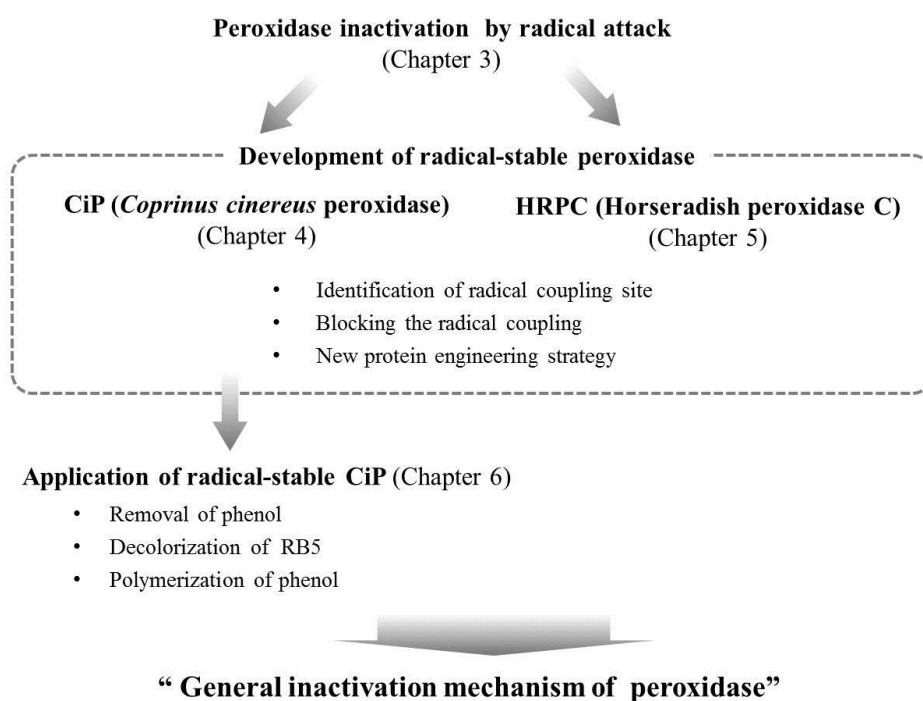 Peroxidase inactivation by radical attack
(Chapter 3)
Development of radical-stable peroxidase
CiP (Coprinus cinereus peroxidase)
(Chapter 4)
HRPC (Horseradish peroxidase C)
(Chapter 5)
• Identification of radical coupling site
• Blocking the radical coupling
• New protein engineering strategy
Application of radical-stable CiP (Chapter 6)
• Removal of phenol
• Decolorization of RB5
• Polymerization of phenol
“ General inactivation mechanism of peroxidase”